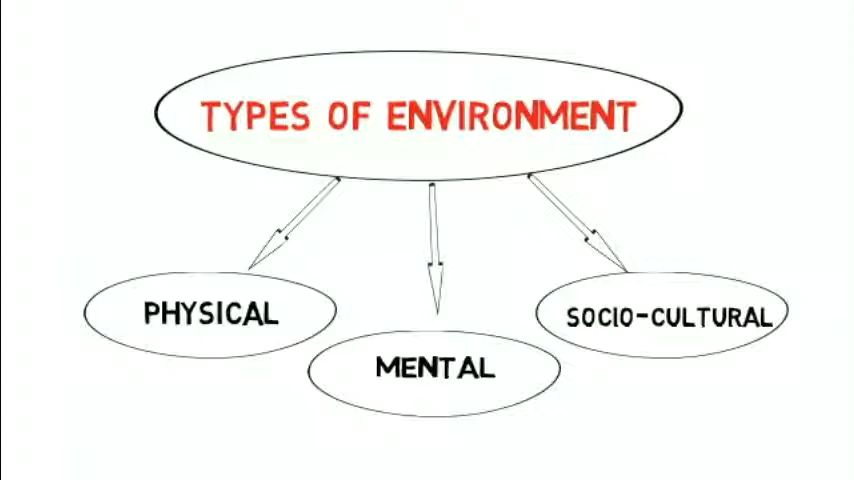 TYPES OF ENVIRONMENT
PHYSICAL
MENTAL
SOCIO-CULTURAL